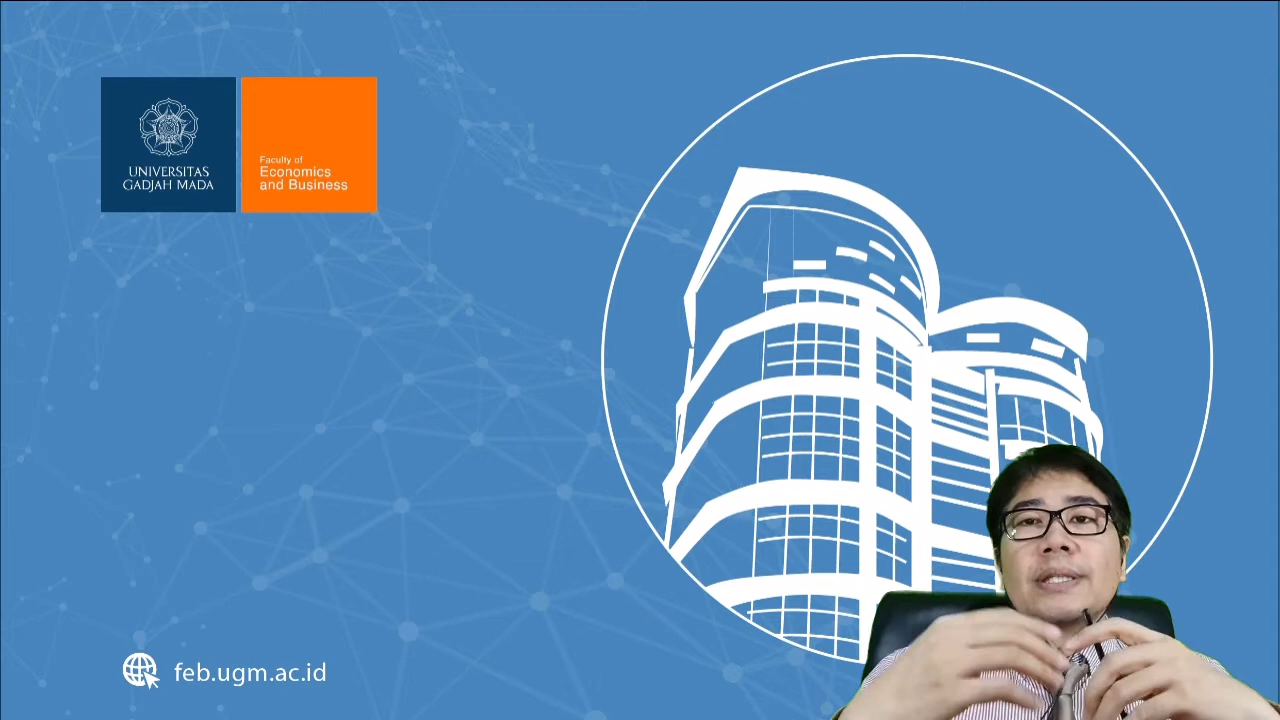 UNIVERSITAS
GADJAH MADA
Faculty of
Economics
and Business
feb.ugm.ac.id